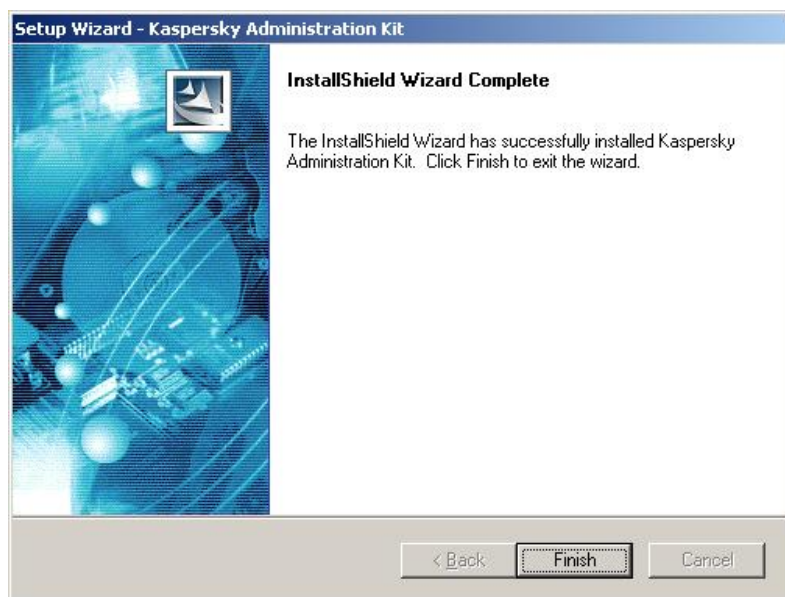 Setup Wizard - Kaspersky Administration Kit
InstallShield Wizard Complete
The InstallShield Wizard has successfully installed Kaspersky
Administration Kit. Click Finish to exit the wizard.
< Back
Finish
Cancel